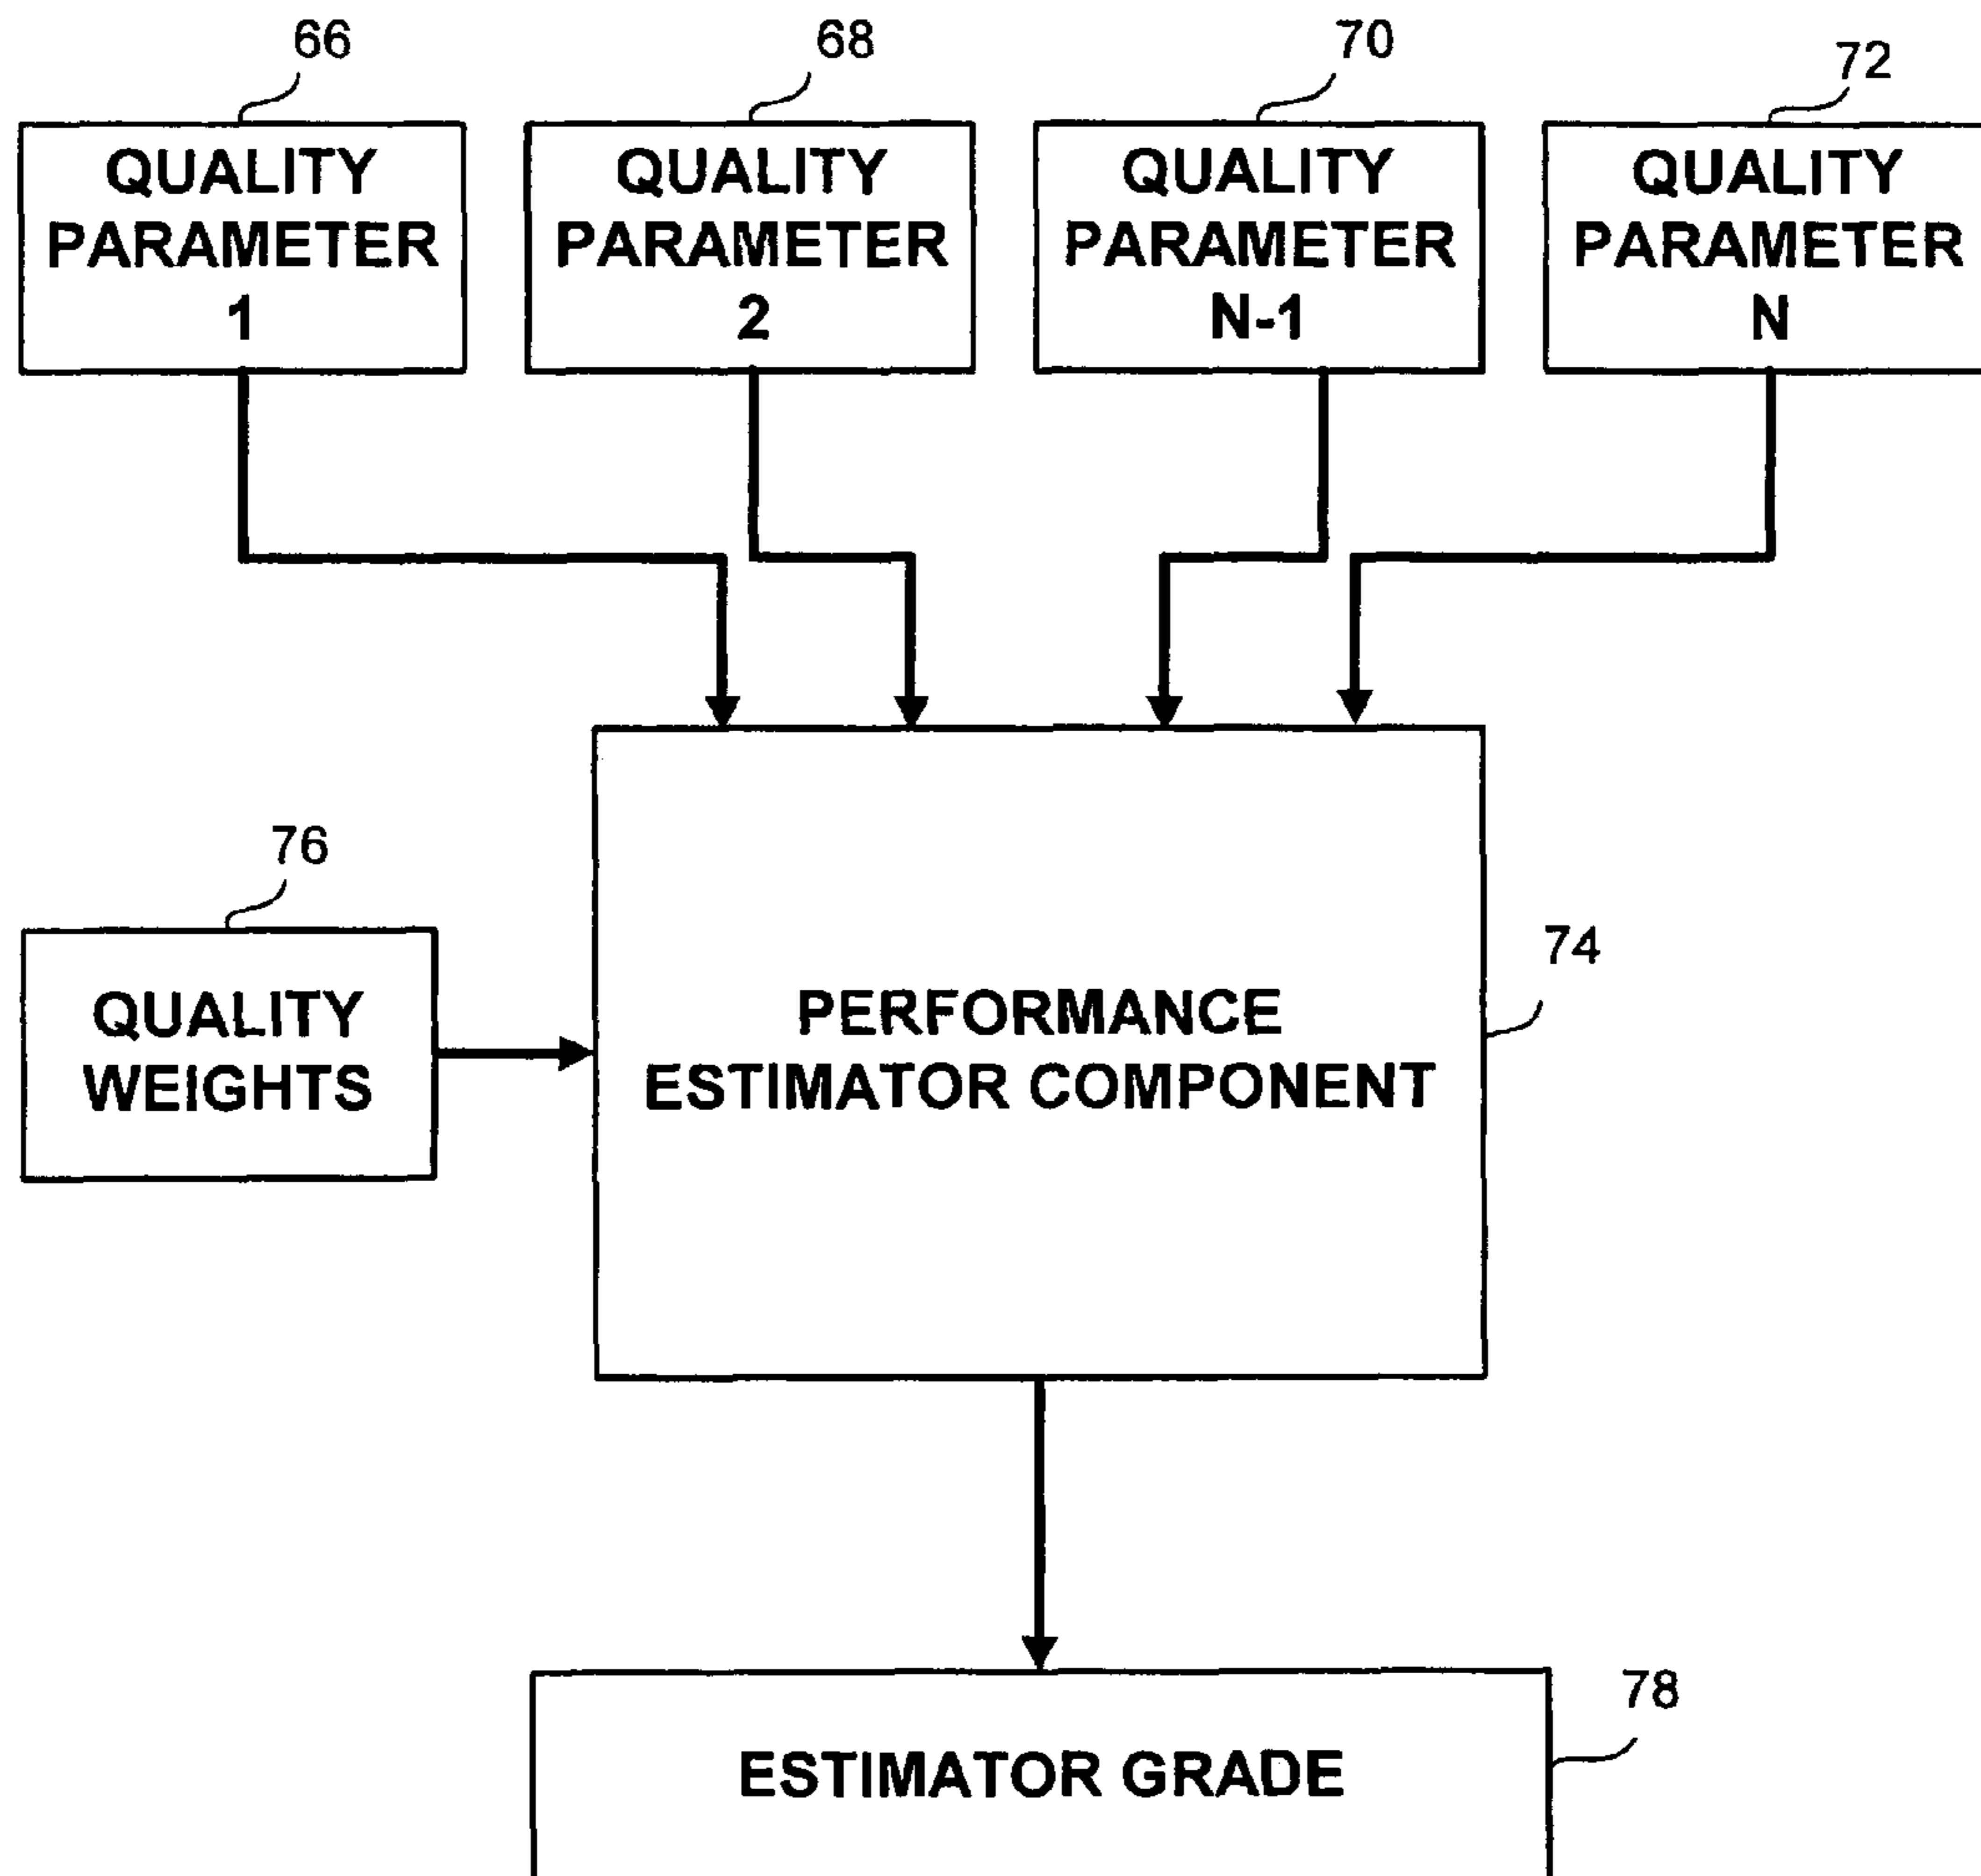 66
68
70
72
QUALITY
PARAMETER
1
QUALITY
PARAMETER
2
QUALITY
PARAMETER
N-1
QUALITY
PARAMETER
N
76
QUALITY
WEIGHTS
74
PERFORMANCE
ESTIMATOR COMPONENT
78
ESTIMATOR GRADE